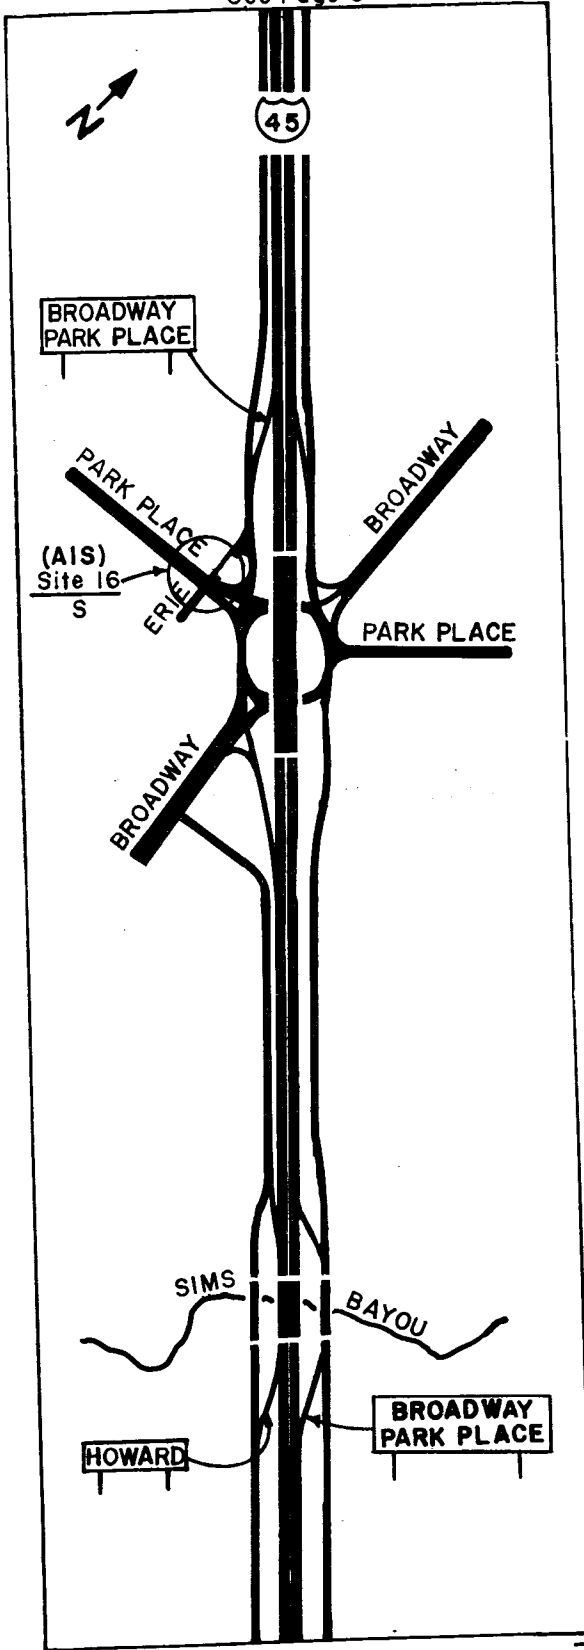 N
45
BROADWAY
PARK PLACE
PARK PLACE
BROADWAY
(AIS)
Site 16
S
ERIE
PARK PLACE
BROADWAY
SIMS
BAYOU
BROADWAY
PARK PLACE
HOWARD